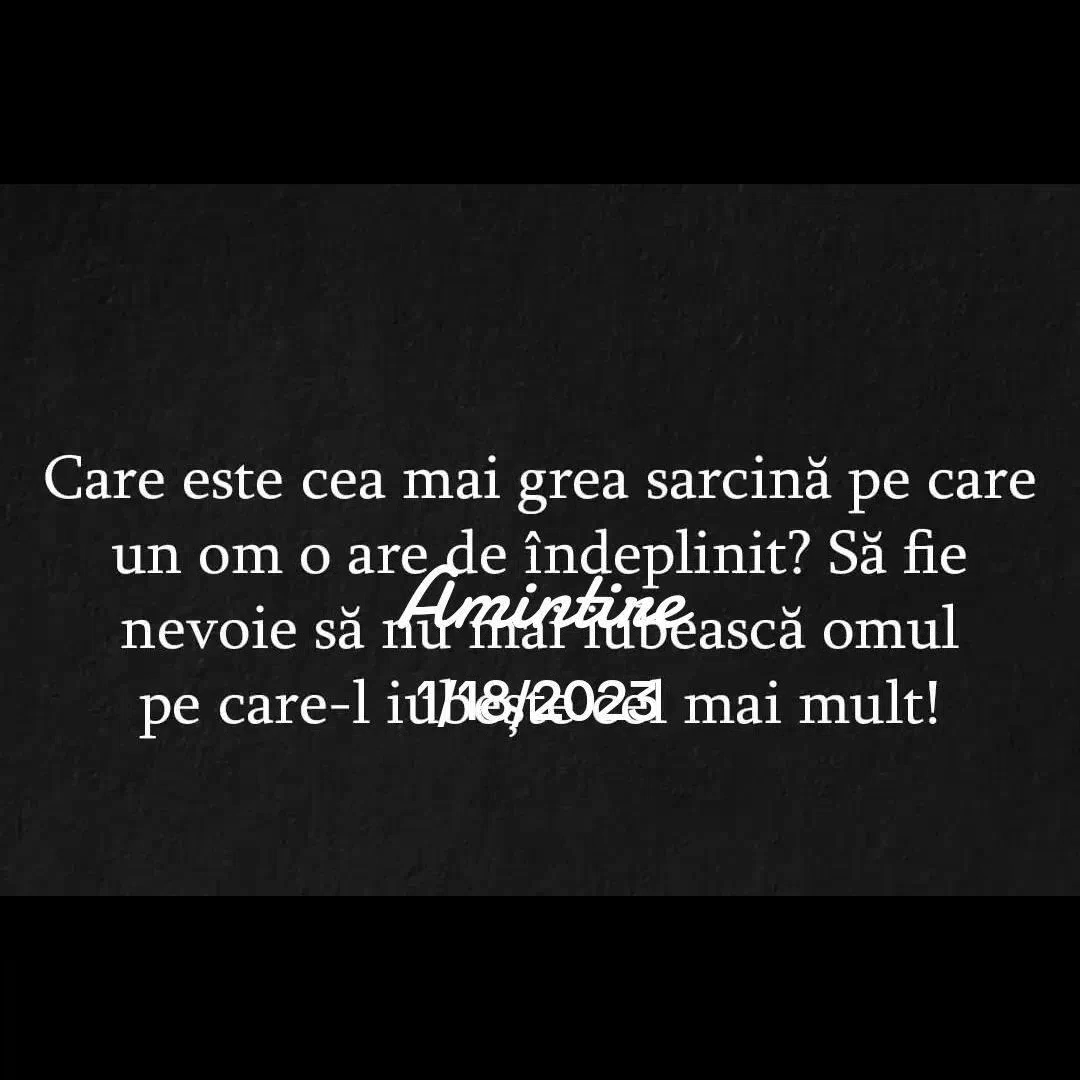 Care este cea mai grea sarcină pe care
un om o are de îndeplinit? Să fie
nevoie să nu mai iubească omul
pe care-l iubește cel mai mult!
Amintire
1/18/2023